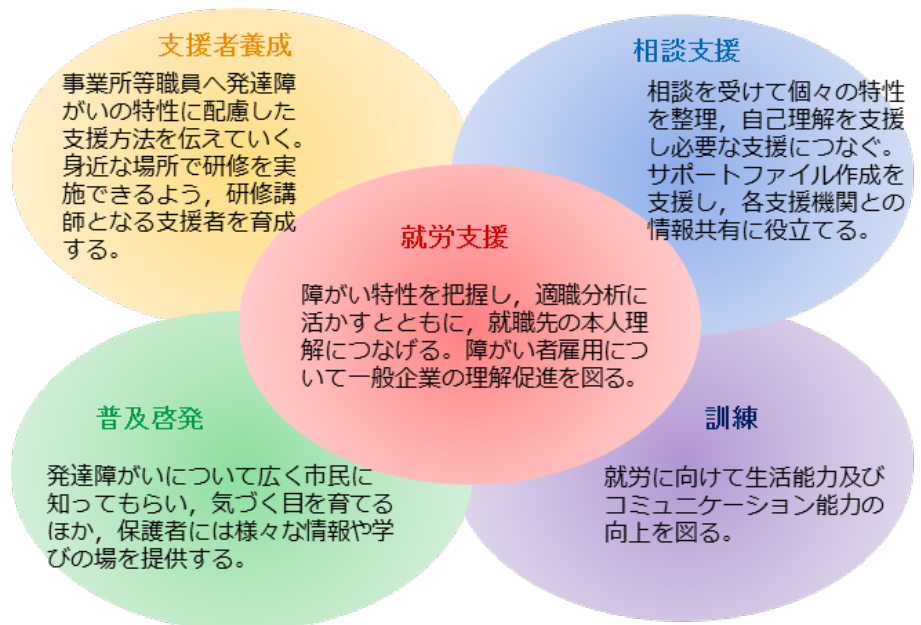 支援者養成
事業所等職員へ発達障
がいの特性に配慮した
支援方法を伝えていく。
身近な場所で研修を実
施できるよう，研修講
師となる支援者を育成
する。
相談支援
相談を受けて個々の特性
を整理，自己理解を支援
し必要な支援につなぐ。
サポートファイル作成を
支援し，各支援機関との
情報共有に役立てる。
就労支援
障がい特性を把握し，適職分析に
活かすとともに，就職先の本人理
解につなげる。障がい者雇用につ
いて一般企業の理解促進を図る。
普及啓発
発達障がいについて広く市民に
知ってもらい，気づく目を育てる
ほか，保護者には様々な情報や学
びの場を提供する。
訓練
就労に向けて生活能力及び
コミュニケーション能力の
向上を図る。